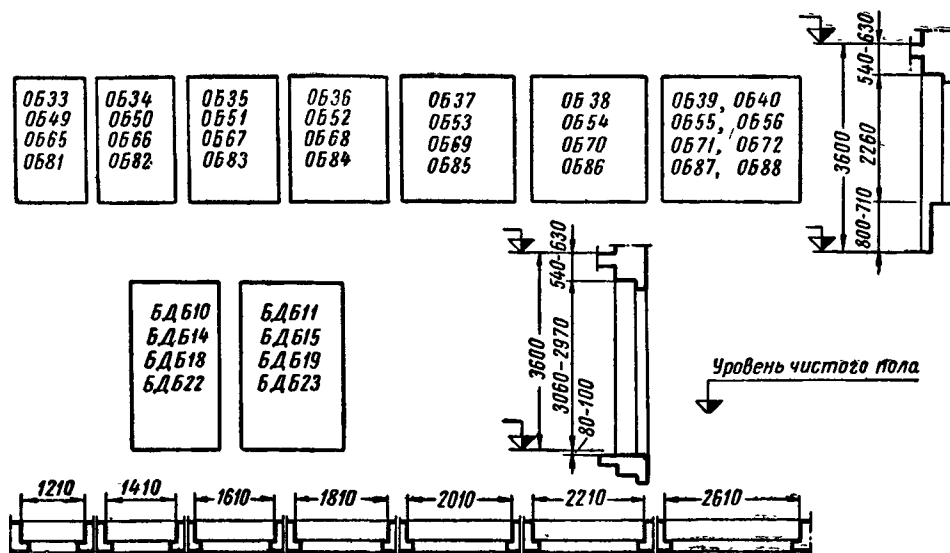 ОБ33
ОБ49
ОБ65
ОБ81
ОБ34
ОБ50
ОБ66
ОБ82
ОБ35
ОБ51
ОБ67
ОБ83
ОБ36
ОБ52
ОБ68
ОБ84
ОБ37
ОБ53
ОБ69
ОБ85
ОБ38
ОБ54
ОБ70
ОБ86
ОБ39, ОБ40
ОБ55, ОБ56
ОБ71, ОБ72
ОБ87, ОБ88
3600
540-630
2260
800-710
БДБ10
БДБ14
БДБ18
БДБ22
БДБ11
БДБ15
БДБ19
БДБ23
3600
540-630
3060-2970
80-100
Уровень чистого пола
1210
1410
1610
1810
2010
2210
2610